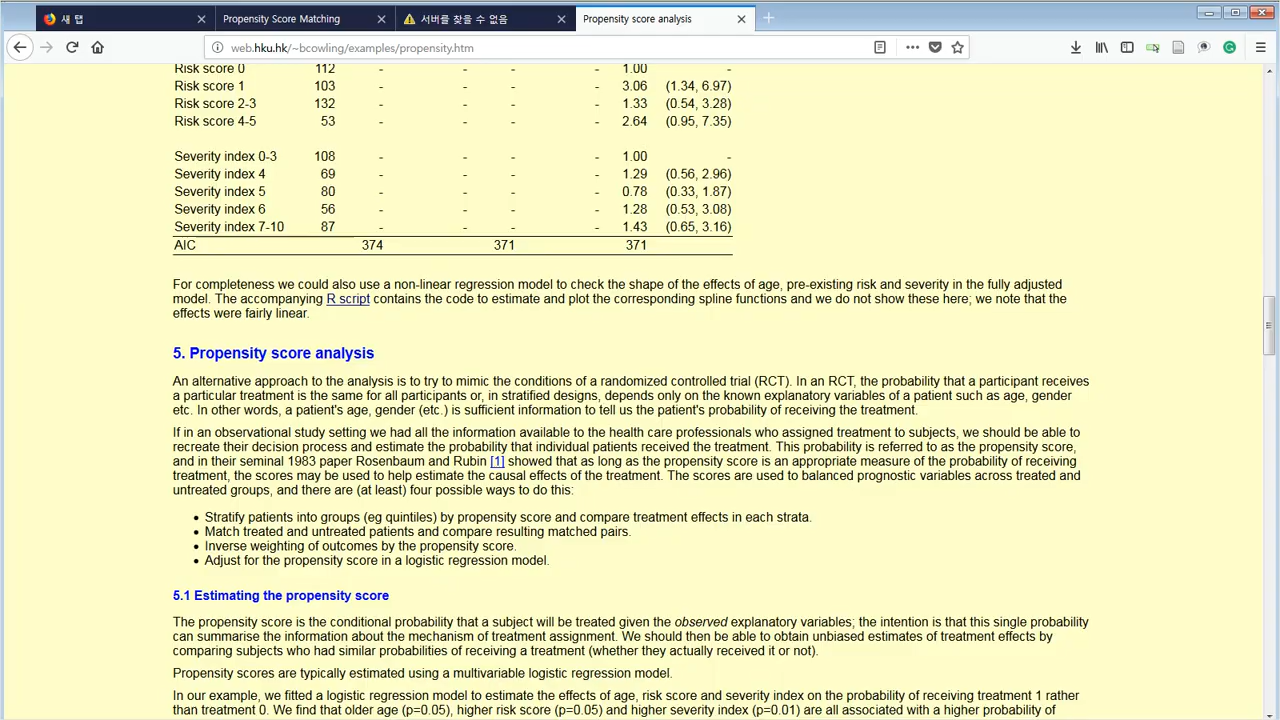 새 탭
Propensity Score Matching
서버를 찾을 수 없음
Propensity score analysis
web.hku.hk/~bcowling/examples/propensity.htm
Risk score 0 112 - - - - 1.00 -
Risk score 1 103 - - - - 3.06 (1.34, 6.97)
Risk score 2-3 132 - - - - 1.33 (0.54, 3.28)
Risk score 4-5 53 - - - - 2.64 (0.95, 7.35)
Severity index 0-3 108 - - - - 1.00 -
Severity index 4 69 - - - - 1.29 (0.56, 2.96)
Severity index 5 80 - - - - 0.78 (0.33, 1.87)
Severity index 6 56 - - - - 1.28 (0.53, 3.08)
Severity index 7-10 87 - - - - 1.43 (0.65, 3.16)
AIC 374 371 371
For completeness we could also use a non-linear regression model to check the shape of the effects of age, pre-existing risk and severity in the fully adjusted
model. The accompanying R script contains the code to estimate and plot the corresponding spline functions and we do not show these here; we note that the
effects were fairly linear.
5. Propensity score analysis
An alternative approach to the analysis is to try to mimic the conditions of a randomized controlled trial (RCT). In an RCT, the probability that a participant receives
a particular treatment is the same for all participants or, in stratified designs, depends only on the known explanatory variables of a patient such as age, gender
etc. In other words, a patient's age, gender (etc.) is sufficient information to tell us the patient's probability of receiving the treatment.
If in an observational study setting we had all the information available to the health care professionals who assigned treatment to subjects, we should be able to
recreate their decision process and estimate the probability that individual patients received the treatment. This probability is referred to as the propensity score,
and in their seminal 1983 paper Rosenbaum and Rubin [1] showed that as long as the propensity score is an appropriate measure of the probability of receiving
treatment, the scores may be used to help estimate the causal effects of the treatment. The scores are used to balanced prognostic variables across treated and
untreated groups, and there are (at least) four possible ways to do this:
• Stratify patients into groups (eg quintiles) by propensity score and compare treatment effects in each strata.
• Match treated and untreated patients and compare resulting matched pairs.
• Inverse weighting of outcomes by the propensity score.
• Adjust for the propensity score in a logistic regression model.
5.1 Estimating the propensity score
The propensity score is the conditional probability that a subject will be treated given the observed explanatory variables; the intention is that this single probability
can summarise the information about the mechanism of treatment assignment. We should then be able to obtain unbiased estimates of treatment effects by
comparing subjects who had similar probabilities of receiving a treatment (whether they actually received it or not).
Propensity scores are typically estimated using a multivariable logistic regression model.
In our example, we fitted a logistic regression model to estimate the effects of age, risk score and severity index on the probability of receiving treatment 1 rather
than treatment 0. We find that older age (p=0.05), higher risk score (p=0.05) and higher severity index (p=0.01) are all associated with a higher probability of